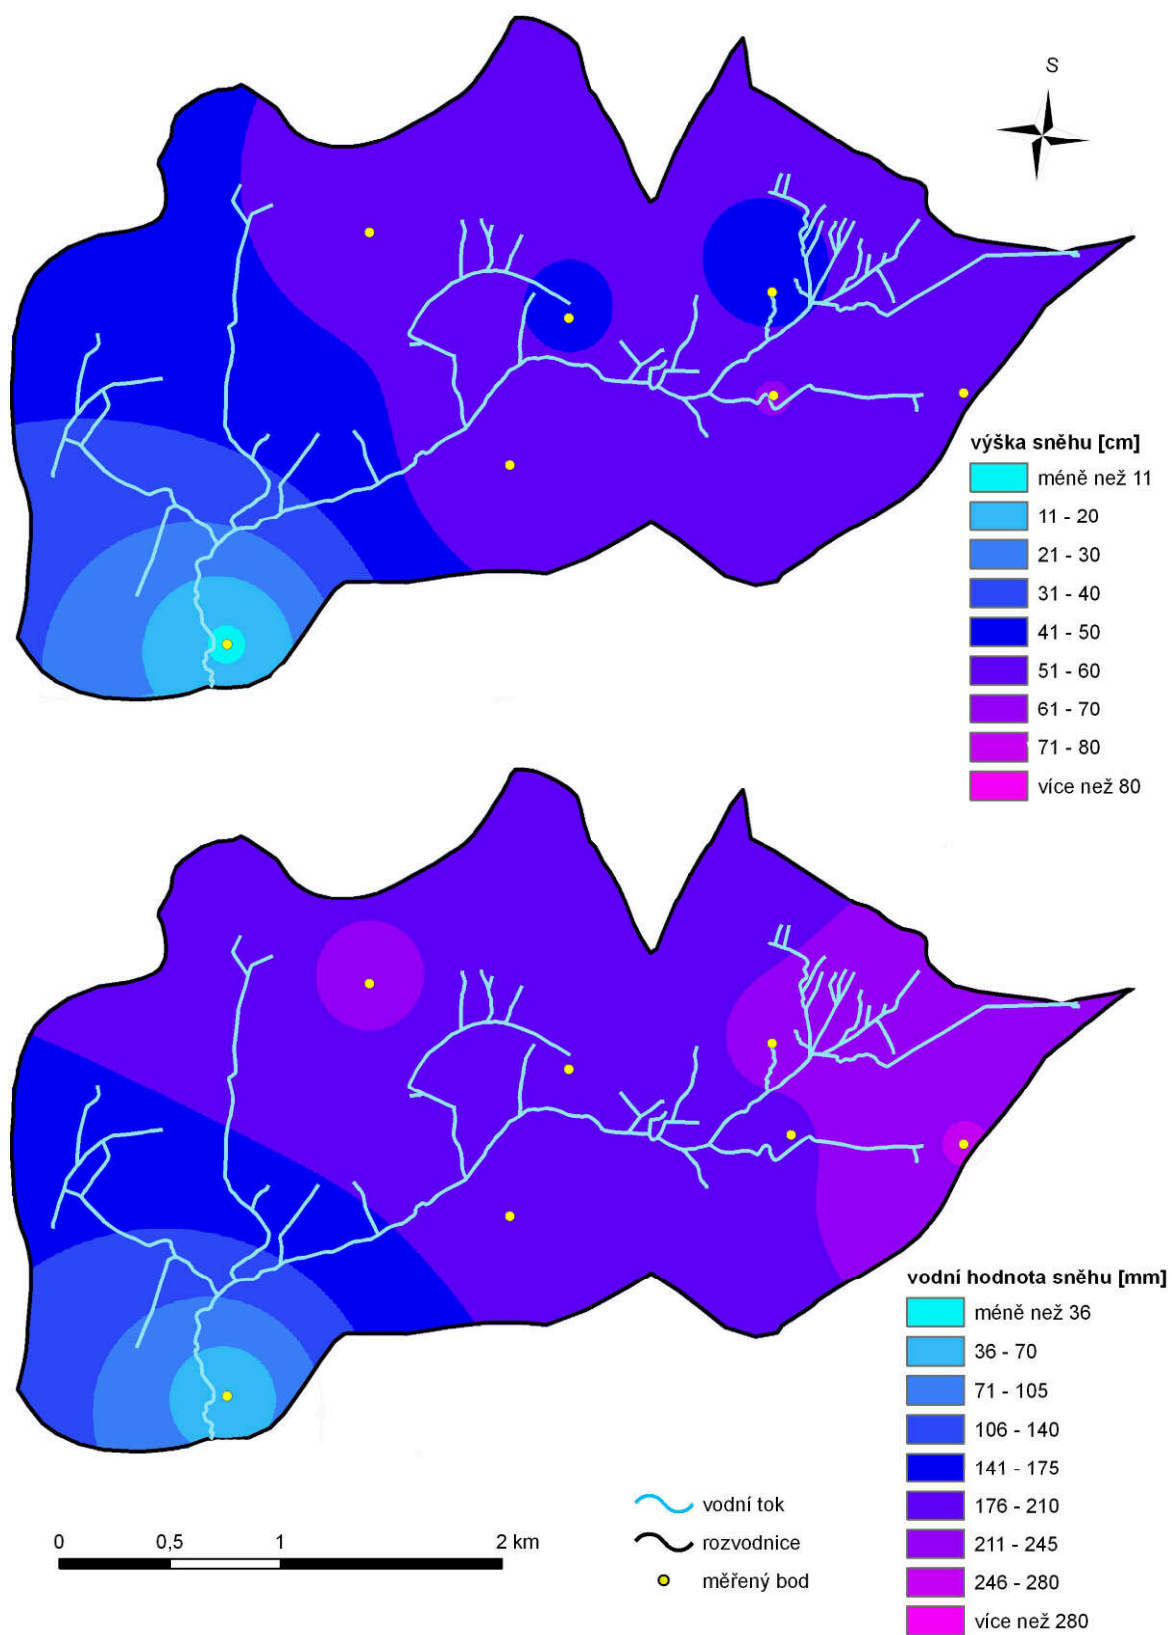 S
výška sněhu [cm]
méně než 11
11 - 20
21 - 30
31 - 40
41 - 50
51 - 60
61 - 70
71 - 80
více než 80
vodní hodnota sněhu [mm]
méně než 36
36 - 70
71 - 105
106 - 140
141 - 175
176 - 210
211 - 245
246 - 280
více než 280
vodní tok
rozvodnice
měřený bod
0 0,5 1 2 km